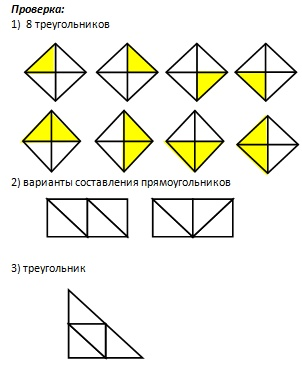 Проверка:
1) 8 треугольников
2) варианты составления прямоугольников
3) треугольник